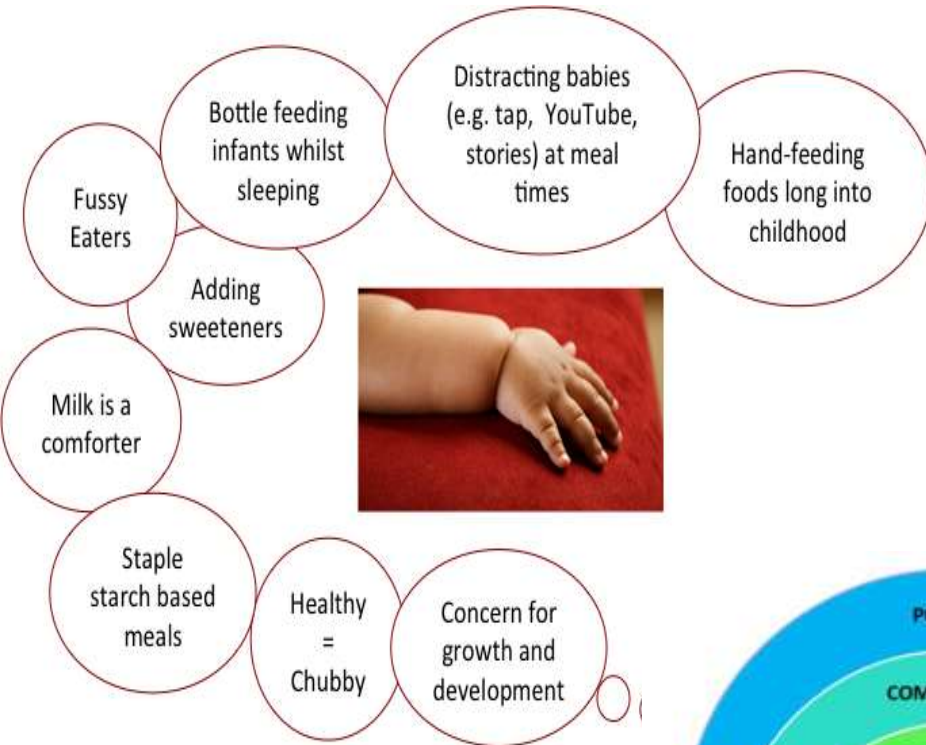 Distracting babies
(e.g. tap, YouTube,
stories) at meal
times
Bottle feeding
infants whilst
sleeping
Hand-feeding
foods long into
childhood
Fussy
Eaters
Adding
sweeteners
Milk is a
comforter
Staple
starch based
meals
Healthy
=
Chubby
Concern for
growth and
development
COM